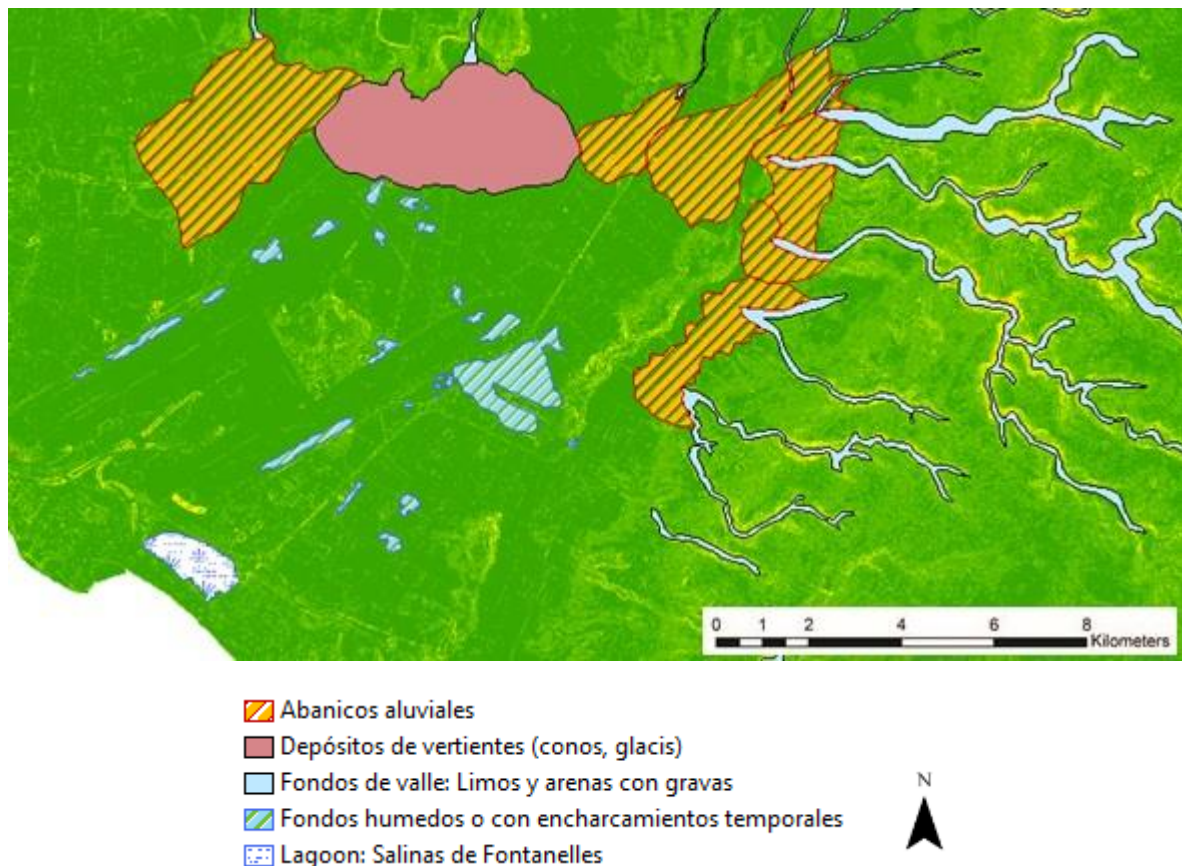 0 1 2 4 6 8
Kilometers
Abanicos aluviales
Depósitos de vertientes (conos, glacis)
Fondos de valle: Limos y arenas con gravas
N
Fondos humedos o con encharcamientos temporales
Lagoon: Salinas de Fontanelles